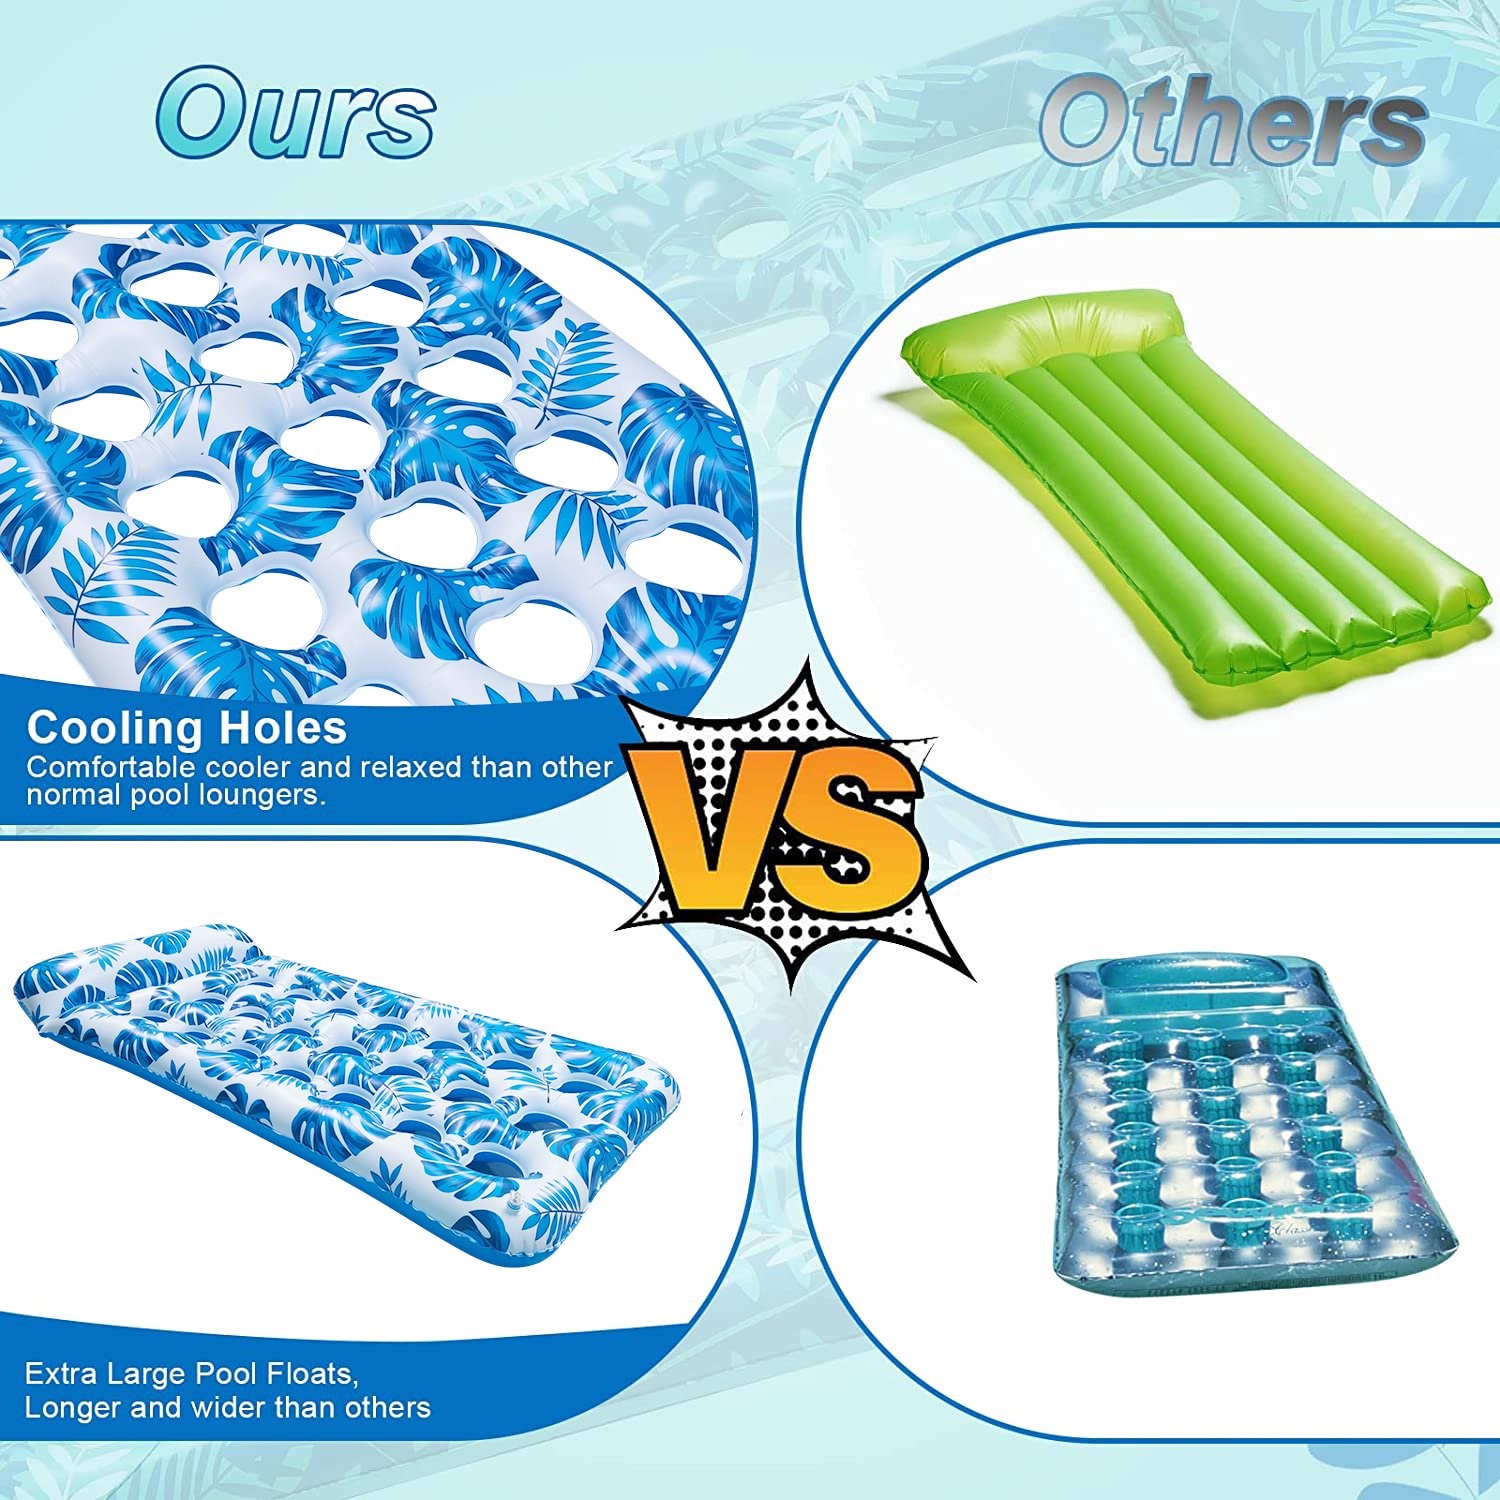 Ours
Others
Cooling Holes
Comfortable cooler and relaxed than other
normal pool loungers.
VS
Extra Large Pool Floats,
Longer and wider than others